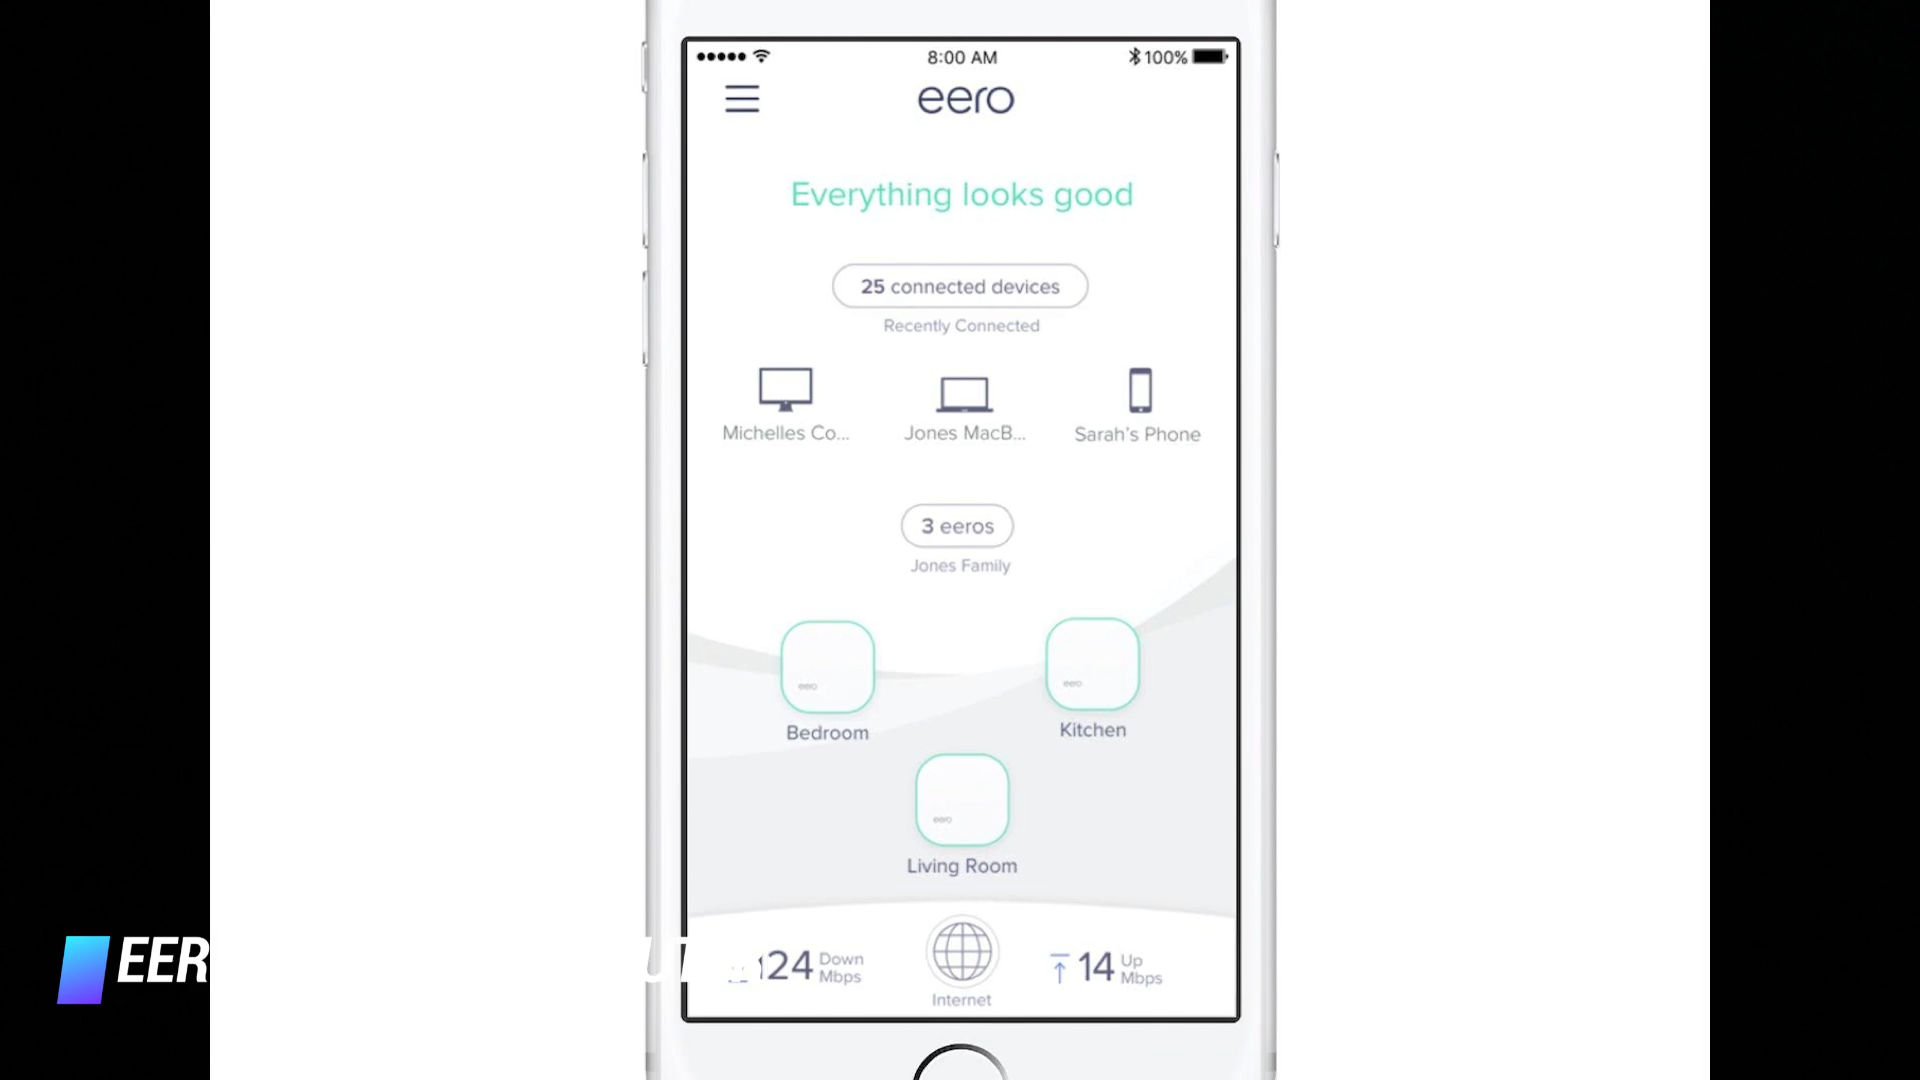 8:00 AM
100%
eero
Everything looks good
25 connected devices
Recently Connected
Michelles Co...
Jones MacB...
Sarah's Phone
3 eeros
Jones Family
eero
eero
Bedroom
Kitchen
eero
Living Room
24 Down Mbps
14 Up Mbps
Internet